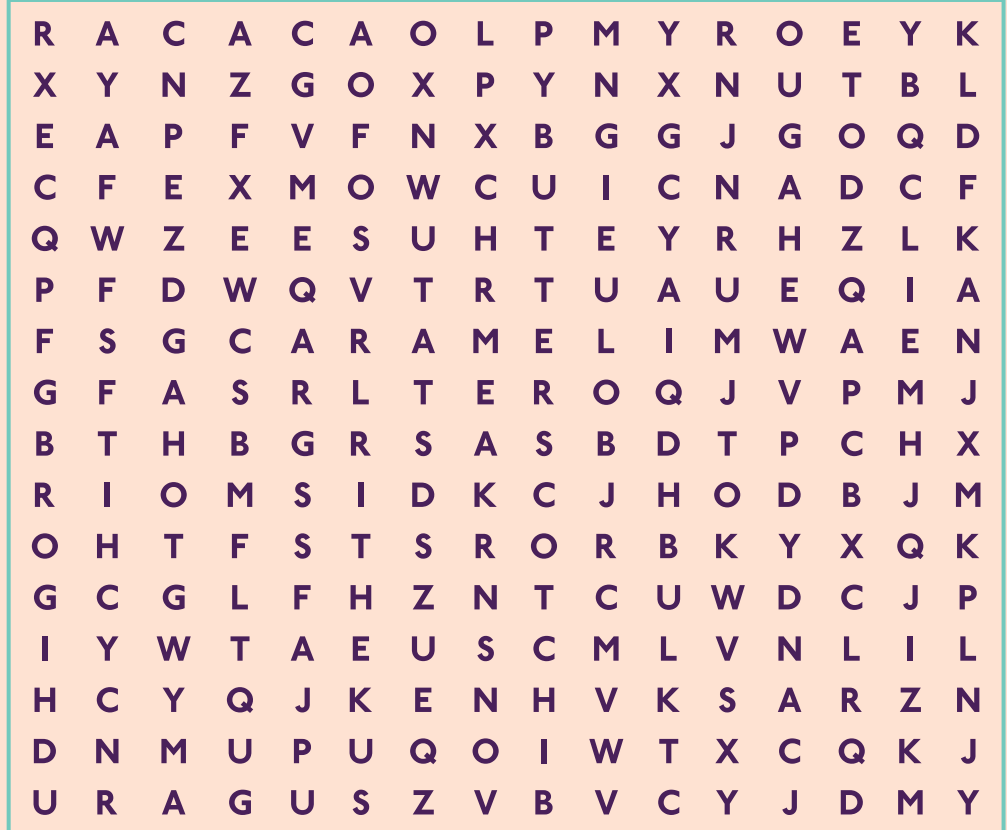 R A C A C A O L P M Y R O E Y K
X Y N Z G O X P Y N X N U T B L
E A P F V F N X B G G J G O Q D
C F E X M O W C U I C N A D C F
Q W Z E E S U H T E Y R H Z L K
P F D W Q V T R T U A U E Q I A
F S G C A R A M E L I M W A E N
G F A S R L T E R O Q J V P M J
B T H B G R S A S B D T P C H X
R I O M S I D K C J H O D B J M
O H T F S T S R O R B K Y X Q K
G C G L F H Z N T C U W D C J P
I Y W T A E U S C M L V N L I L
H C Y Q J K E N H V K S A R Z N
D N M U P U Q O I W T X C Q K J
U R A G U S Z V B V C Y J D M Y